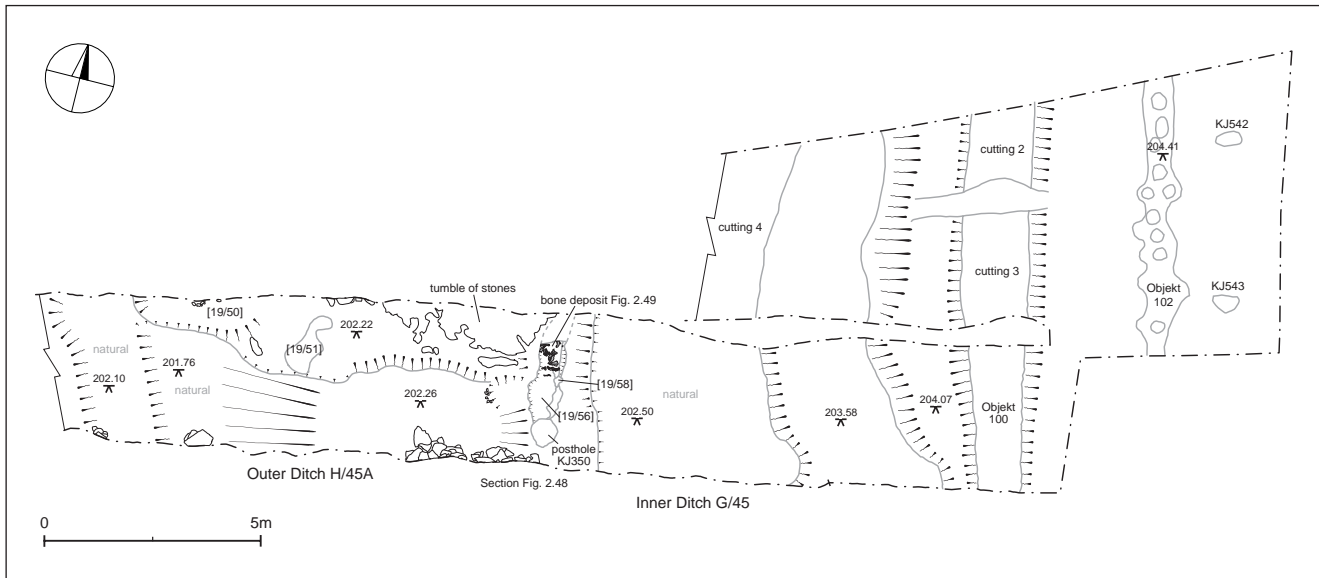 cutting 2
KJ542
204.41
cutting 4
cutting 3
tumble of stones
bone deposit Fig. 2.49
Objekt
102
KJ543
[19/50]
202.22
natural
[19/51]
201.76
202.10
natural
[19/58]
natural
202.26
[19/56]
202.50
203.58
204.07
Objekt
100
posthole
KJ350
Outer Ditch H/45A
Section Fig. 2.48
Inner Ditch G/45
0
5m